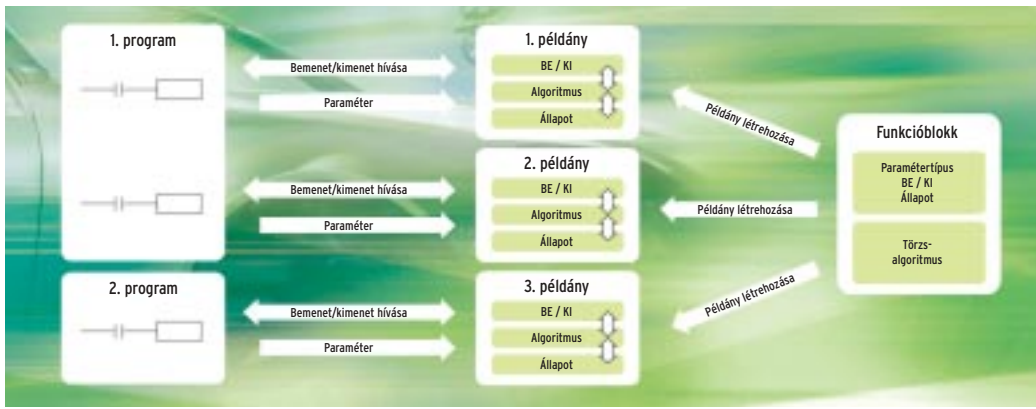 1. program
Bemenet/kimenet hívása
Paraméter
1. példány
BE / KI
Algoritmus
Állapot
Példány létrehozása
Bemenet/kimenet hívása
Paraméter
2. példány
BE / KI
Algoritmus
Állapot
Példány létrehozása
2. program
Bemenet/kimenet hívása
Paraméter
3. példány
BE / KI
Algoritmus
Állapot
Példány létrehozása
Funkcióblokk
Paramétertípus
BE / KI
Állapot
Törzs-
algoritmus